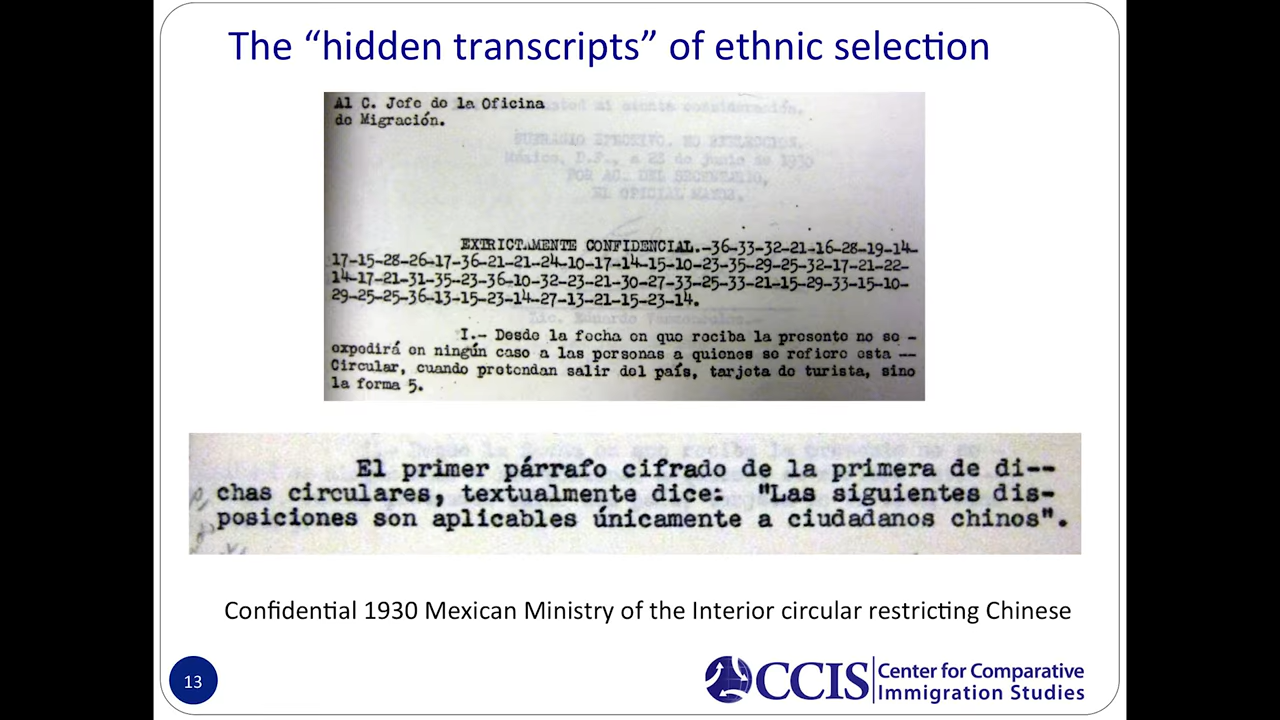 The “hidden transcripts” of ethnic selection
Al C. Jefe de la Oficina
de Migración.
EXTRICTAMENTE CONFIDENCIAL.-36-33-32-21-16-28-19-14-
17-15-28-26-17-36-21-21-24-10-17-14-15-10-23-35-29-25-32-17-21-22-
14-17-21-31-35-23-36-10-32-23-21-30-27-33-25-33-21-15-29-33-15-10-
29-25-25-36-13-15-23-14-27-13-21-15-23-14.
I.- Desde la fecha en que reciba la presente no se -
expedirá en ningún caso a las personas a quienes se refiere esta --
Circular, cuando pretendan salir del país, tarjeta de turista, sino
la forma 5.
El primer párrafo cifrado de la primera de di--
chas circulares, textualmente dice: "Las siguientes dis-
posiciones son aplicables únicamente a ciudadanos chinos".
Confidential 1930 Mexican Ministry of the Interior circular restricting Chinese
13
CCIS
Center for Comparative
Immigration Studies